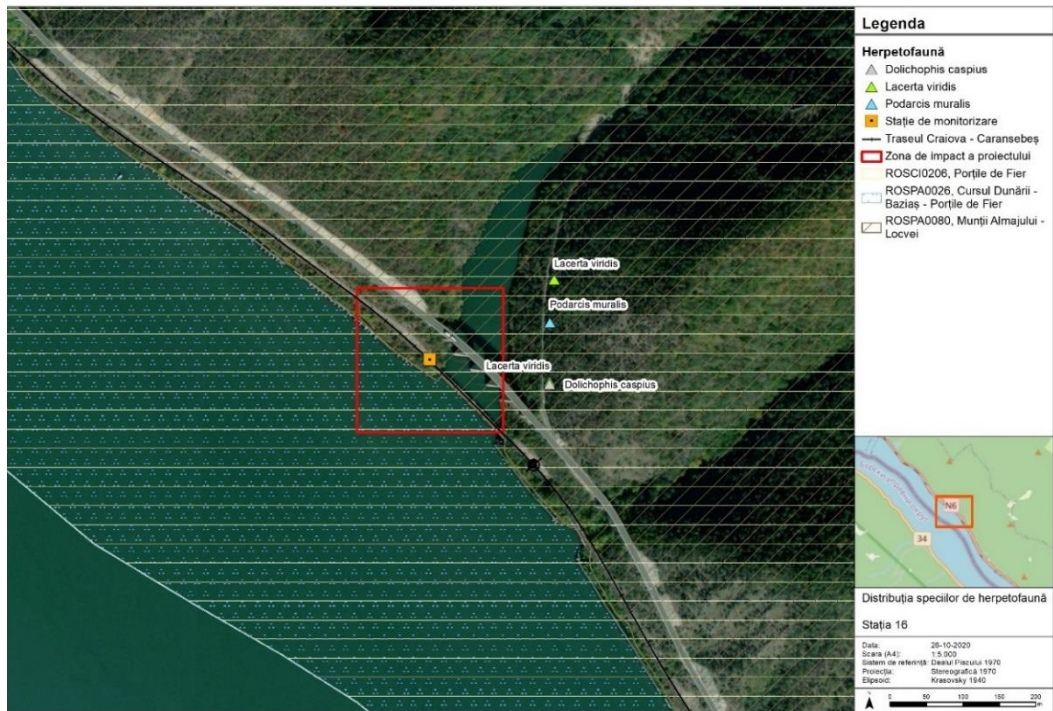 Lacerta viridis
Podarcis muralis
Lacerta viridis
Dolichophis caspius
Legenda
Herpetofaună
Dolichophis caspius
Lacerta viridis
Podarcis muralis
Stație de monitorizare
Traseul Craiova - Caransebeș
Zona de impact a proiectului
ROSCI0206, Porțile de Fier
ROSPA0026, Cursul Dunării -
Baziaș - Porțile de Fier
ROSPA0080, Munții Almajului -
Locvei
N6
34
Distribuția speciilor de herpetofaună
Stația 16
Data: 26-10-2020
Scara (A4): 1:5.000
Sistem de referință: Dealul Piscului 1970
Proiecția: Stereografică 1970
Elipsoid: Krasovsky 1940
0 50 100 150 200
m